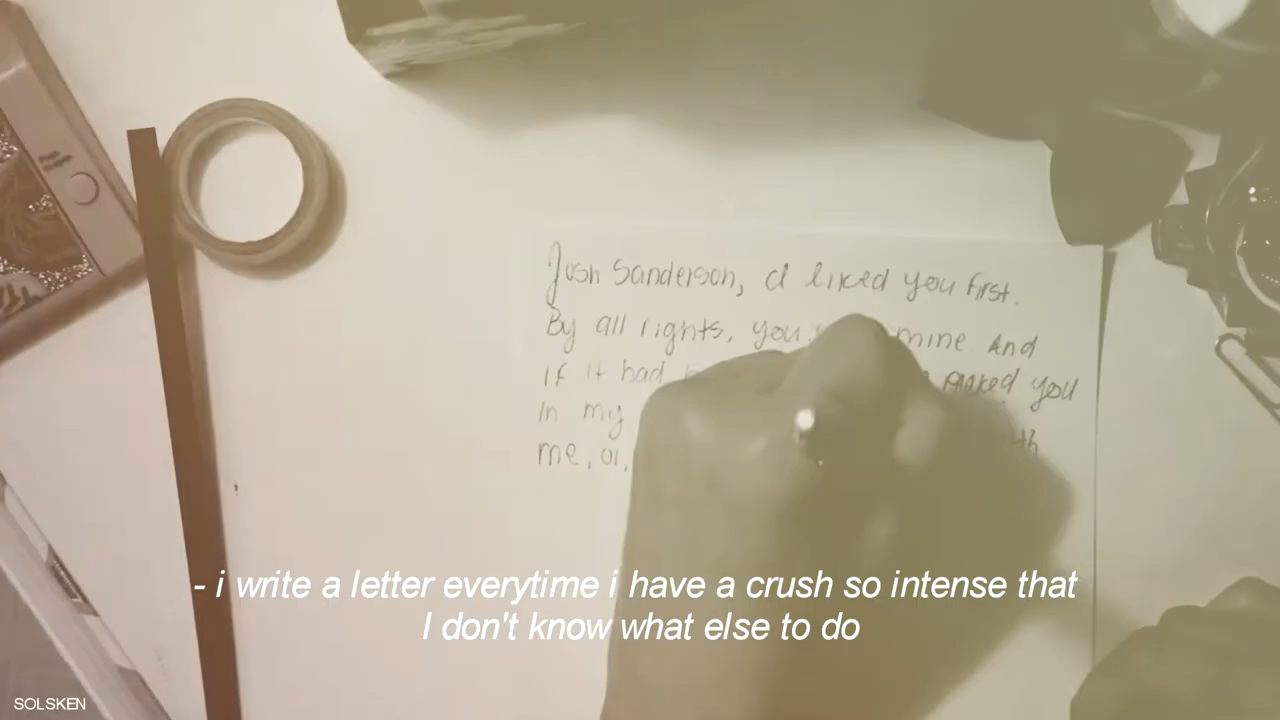 Josh Sanderson, I liked you first.
By all rights, you mine. And
If it had picked you
In my
me, or,
- i write a letter everytime i have a crush so intense that
I don't know what else to do
SOLSKEN